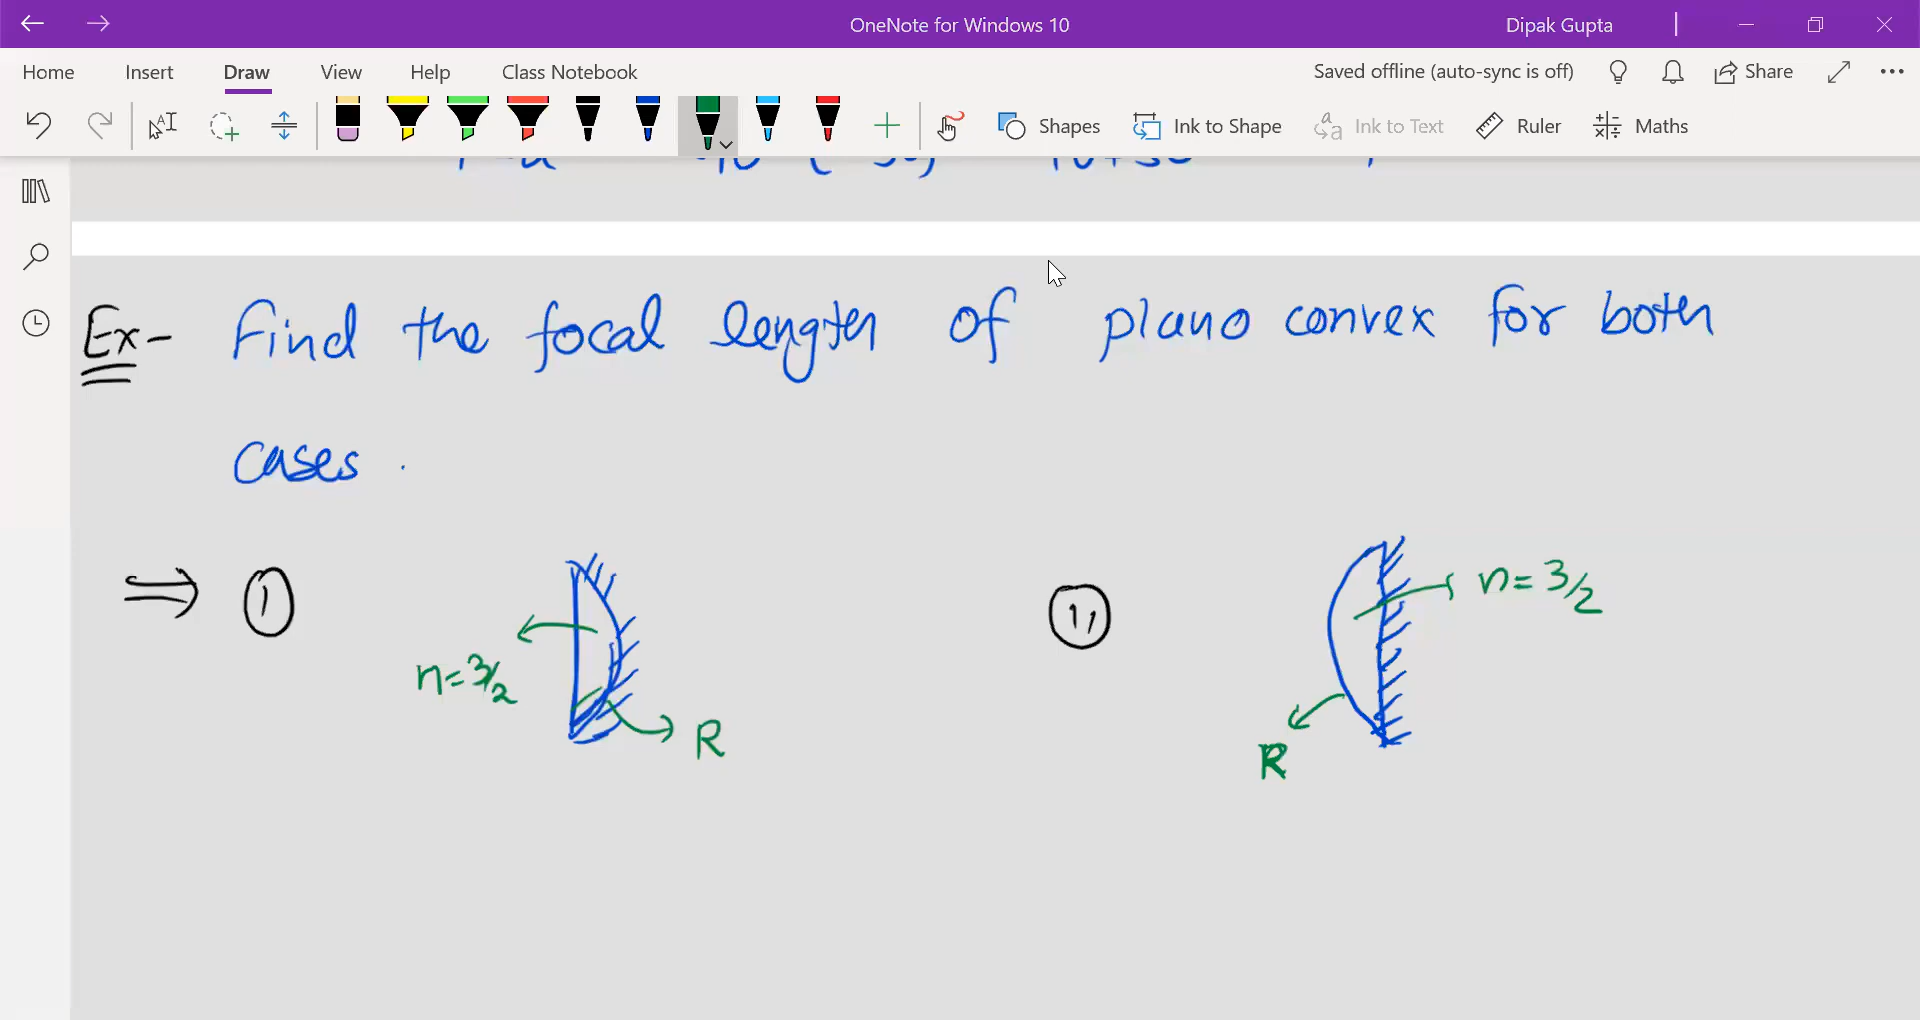 OneNote for Windows 10
Dipak Gupta
Home Insert Draw View Help Class Notebook
Saved offline (auto-sync is off) Share
Shapes Ink to Shape Ink to Text Ruler Maths
Ex- Find the focal length of plano convex for both
cases.
⇒ (i)
(ii)
n=3/2
R
n=3/2
R